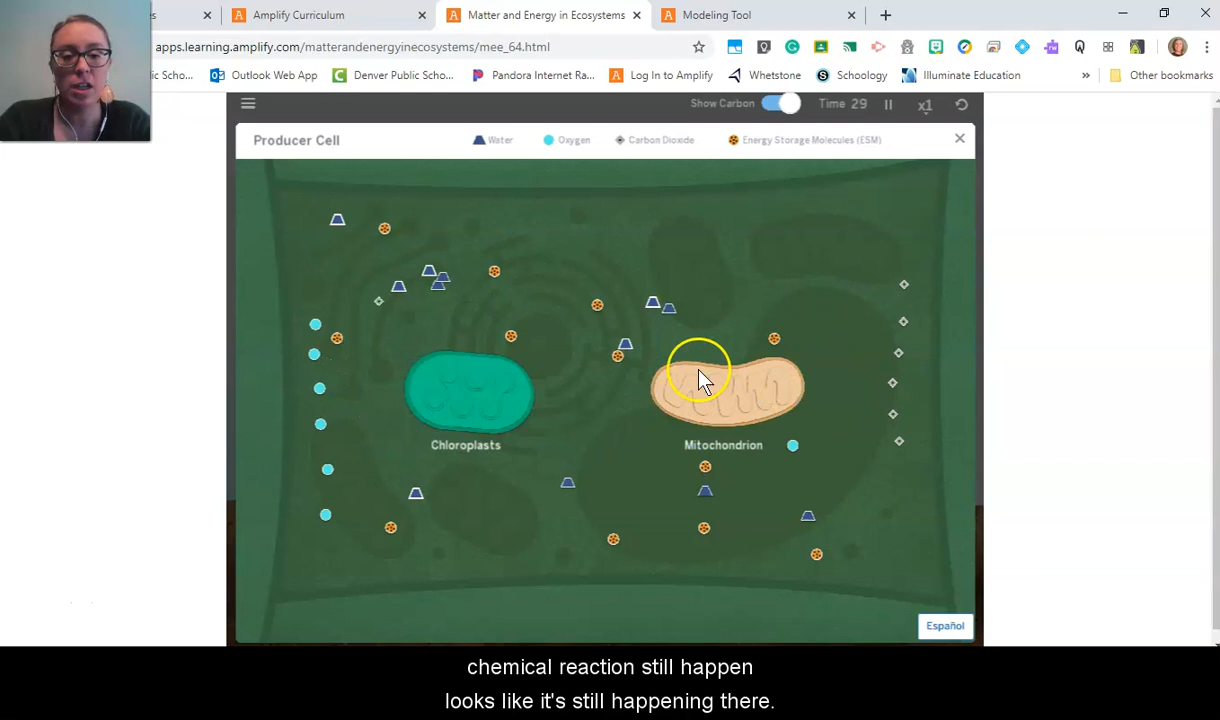 es
Amplify Curriculum
Matter and Energy in Ecosystems
Modeling Tool
apps.learning.amplify.com/matterandenergyinecosystems/mee_64.html
ic Scho...
Outlook Web App
Denver Public Scho...
Pandora Internet Ra...
Log In to Amplify
Whetstone
Schoology
Illuminate Education
Other bookmarks
Show Carbon
Time 29
x1
Producer Cell
Water
Oxygen
Carbon Dioxide
Energy Storage Molecules (ESM)
Chloroplasts
Mitochondrion
Español
chemical reaction still happen
looks like it's still happening there.